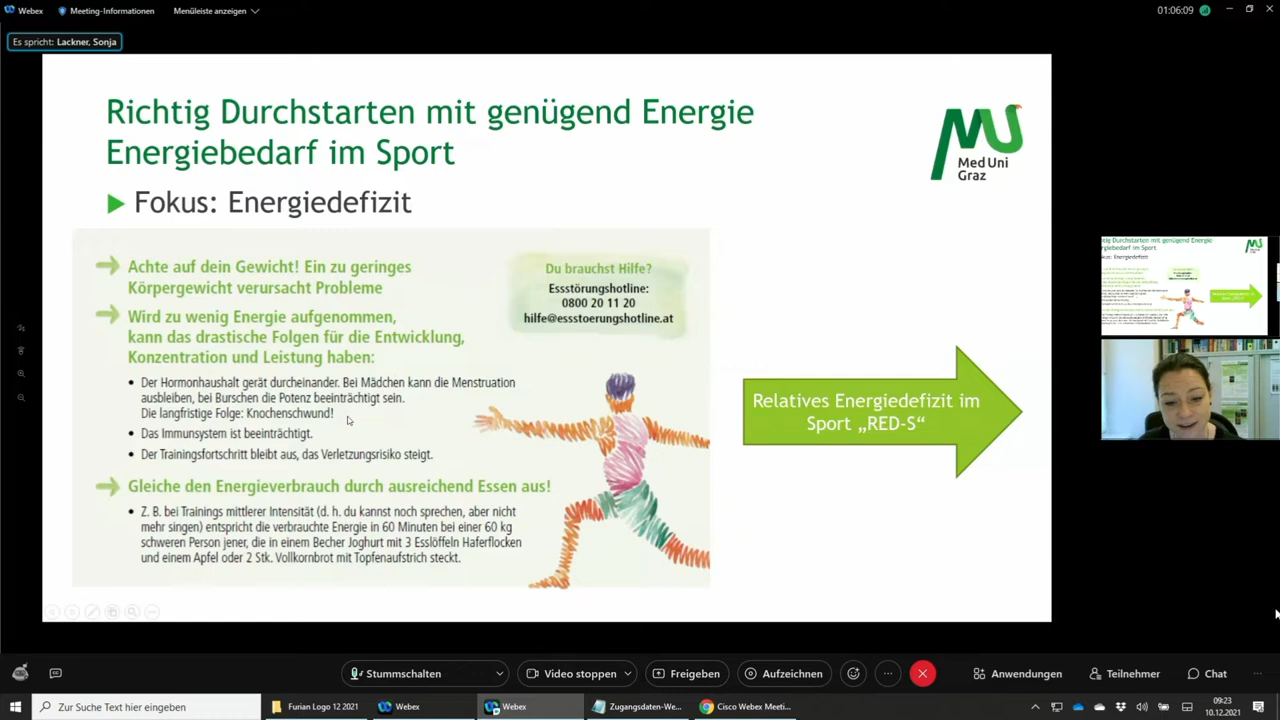 Webex
Meeting-Informationen
Menüleiste anzeigen
01:06:09
Es spricht: Lackner, Sonja
Richtig Durchstarten mit genügend Energie
Energiebedarf im Sport
Med Uni
Graz
Fokus: Energiedefizit
Achte auf dein Gewicht! Ein zu geringes
Körpergewicht verursacht Probleme
Wird zu wenig Energie aufgenommen,
kann das drastische Folgen für die Entwicklung,
Konzentration und Leistung haben:
• Der Hormonhaushalt gerät durcheinander. Bei Mädchen kann die Menstruation
ausbleiben, bei Burschen die Potenz beeinträchtigt sein.
Die langfristige Folge: Knochenschwund!
• Das Immunsystem ist beeinträchtigt.
• Der Trainingsfortschritt bleibt aus, das Verletzungsrisiko steigt.
Gleiche den Energieverbrauch durch ausreichend Essen aus!
• Z. B. bei Trainings mittlerer Intensität (d. h. du kannst noch sprechen, aber nicht
mehr singen) entspricht die verbrauchte Energie in 60 Minuten bei einer 60 kg
schweren Person jener, die in einem Becher Joghurt mit 3 Esslöffeln Haferflocken
und einem Apfel oder 2 Stk. Vollkornbrot mit Topfenaufstrich steckt.
Du brauchst Hilfe?
Essstörungshotline:
0800 20 11 20
hilfe@essstoerungshotline.at
Relatives Energiedefizit im
Sport „RED-S“
Stummschalten
Video stoppen
Freigeben
Aufzeichnen
Anwendungen
Teilnehmer
Chat
Zur Suche Text hier eingeben
Furian Logo 12 2021
Webex
Webex
Zugangsdaten-We...
Cisco Webex Meeti...
09:23
10.12.2021